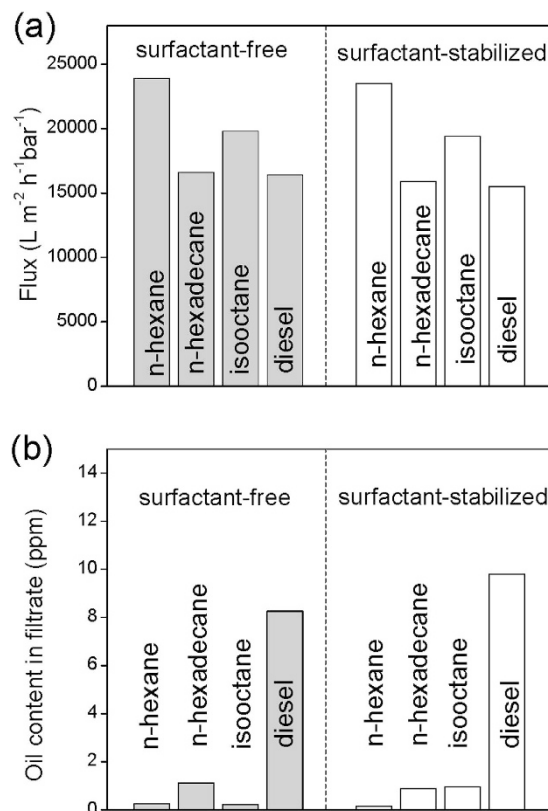 (a)
surfactant-free
surfactant-stabilized
Flux (L m⁻² h⁻¹bar⁻¹)
25000
20000
15000
10000
5000
0
n-hexane
n-hexadecane
isooctane
diesel
n-hexane
n-hexadecane
isooctane
diesel
(b)
surfactant-free
surfactant-stabilized
Oil content in filtrate (ppm)
14
12
10
8
6
4
2
0
n-hexane
n-hexadecane
isooctane
diesel
n-hexane
n-hexadecane
isooctane
diesel